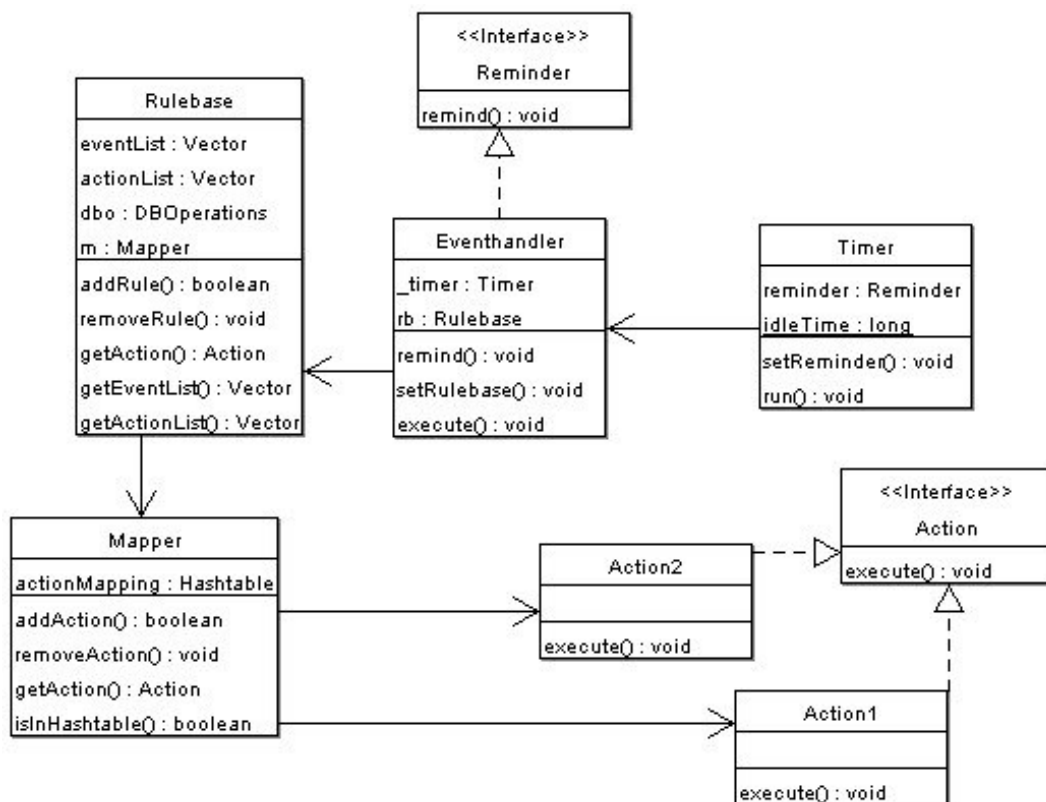 <<Interface>>
Reminder
remind() : void
Rulebase
eventList : Vector
actionList : Vector
dbo : DBOperations
m : Mapper
addRule() : boolean
removeRule() : void
getAction() : Action
getEventList() : Vector
getActionList() : Vector
Eventhandler
_timer : Timer
rb : Rulebase
remind() : void
setRulebase() : void
execute() : void
Timer
reminder : Reminder
idleTime : long
setReminder() : void
run() : void
<<Interface>>
Action
execute() : void
Mapper
actionMapping : Hashtable
addAction() : boolean
removeAction() : void
getAction() : Action
isInHashtable() : boolean
Action2
execute() : void
Action1
execute() : void